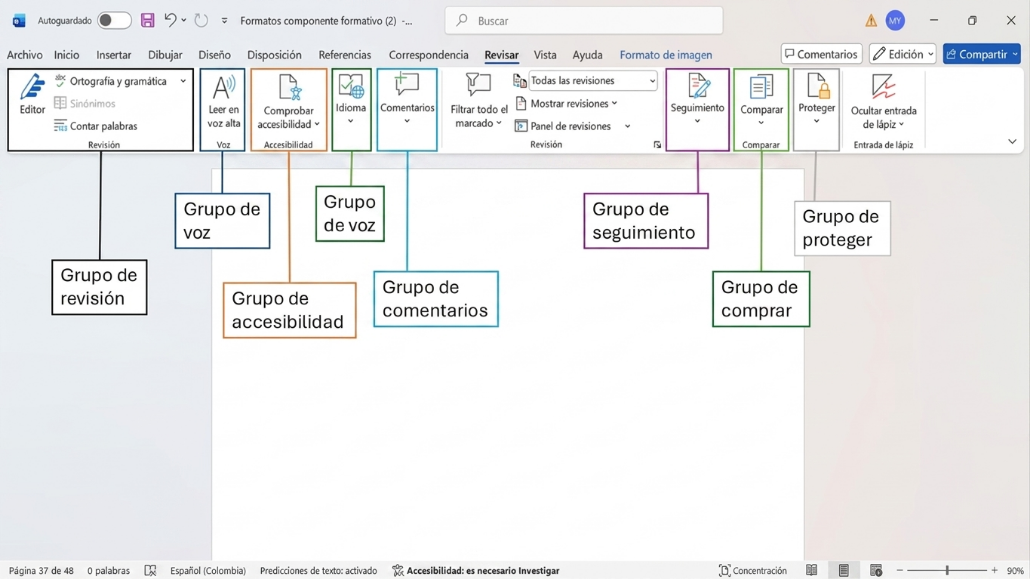 Autoguardado
Formatos componente formativo (2) -...
Buscar
MY
Archivo Inicio Insertar Dibujar Diseño Disposición Referencias Correspondencia Revisar Vista Ayuda Formato de imagen
Comentarios Edición Compartir
Editor
abc Ortografía y gramática
Sinónimos
Contar palabras
Revisión
Leer en
voz alta
Voz
Comprobar
accesibilidad
Accesibilidad
Idioma
Comentarios
Filtrar todo el
marcado
Todas las revisiones
Mostrar revisiones
Panel de revisiones
Revisión
Seguimiento
Comparar
Comparar
Proteger
Ocultar entrada
de lápiz
Entrada de lápiz
Grupo de
voz
Grupo
de voz
Grupo de
seguimiento
Grupo de
proteger
Grupo de
revisión
Grupo de
accesibilidad
Grupo de
comentarios
Grupo de
comprar
Página 37 de 48 0 palabras Español (Colombia) Predicciones de texto: activado Accesibilidad: es necesario Investigar Concentración 90%